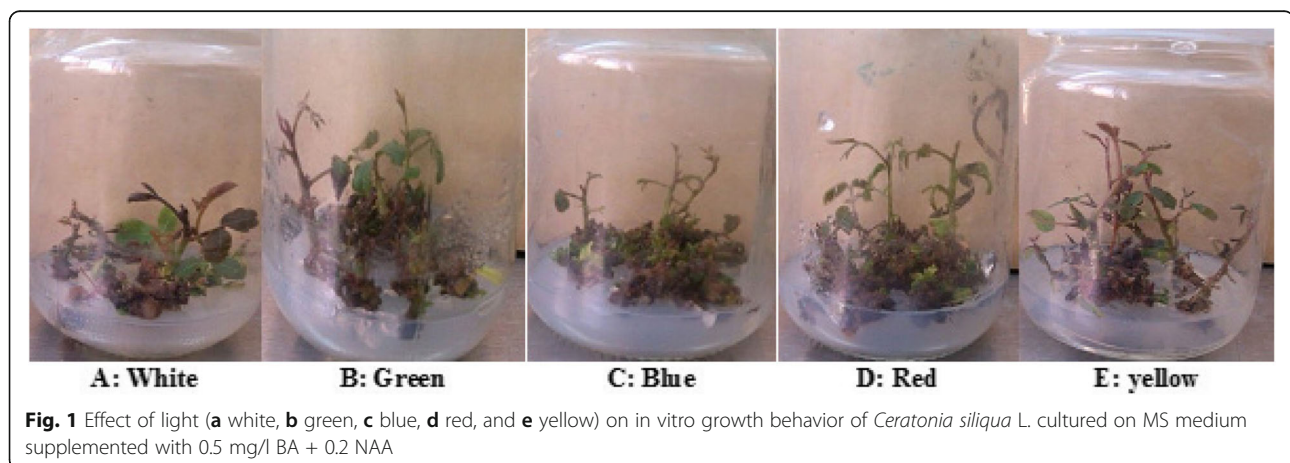 A: White B: Green C: Blue D: Red E: yellow
Fig. 1 Effect of light (a white, b green, c blue, d red, and e yellow) on in vitro growth behavior of Ceratonia siliqua L. cultured on MS medium
supplemented with 0.5 mg/l BA + 0.2 NAA